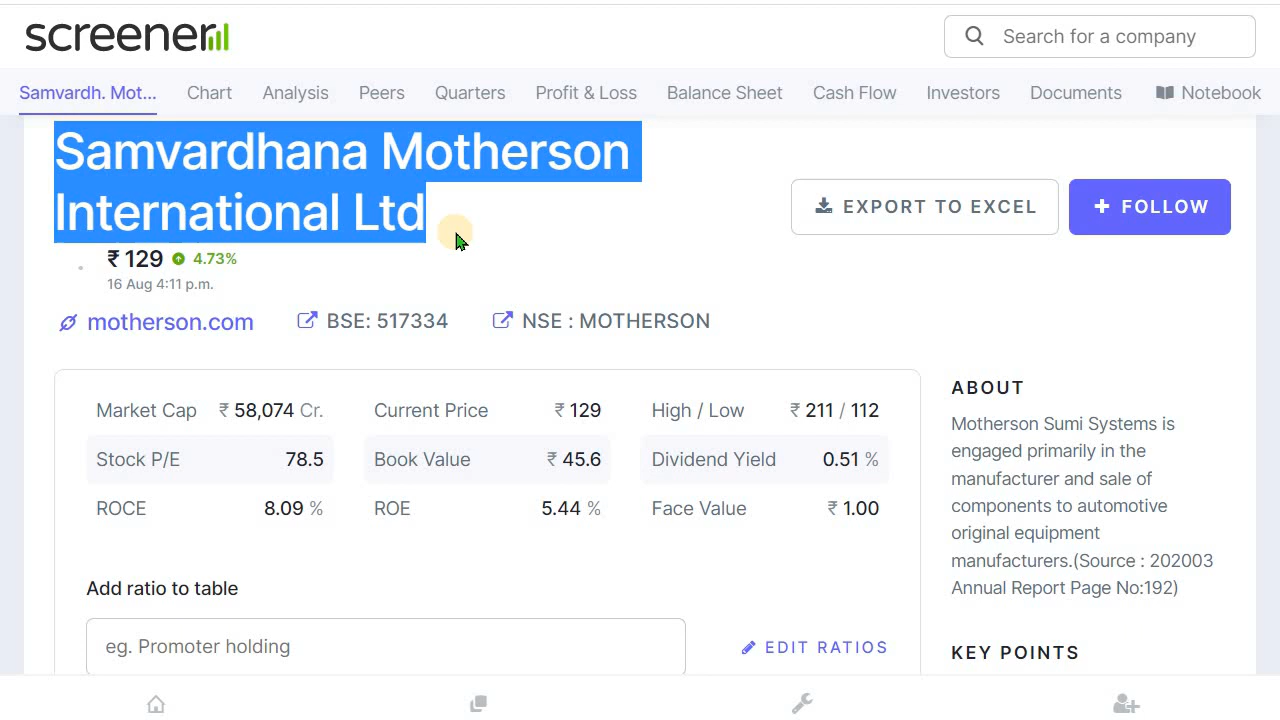 screener
Search for a company
Samvardh. Mot... Chart Analysis Peers Quarters Profit & Loss Balance Sheet Cash Flow Investors Documents Notebook
Samvardhana Motherson
International Ltd
EXPORT TO EXCEL
+ FOLLOW
₹ 129 4.73%
16 Aug 4:11 p.m.
motherson.com BSE: 517334 NSE : MOTHERSON
Market Cap ₹ 58,074 Cr. Current Price ₹ 129 High / Low ₹ 211 / 112
Stock P/E 78.5 Book Value ₹ 45.6 Dividend Yield 0.51 %
ROCE 8.09 % ROE 5.44 % Face Value ₹ 1.00
Add ratio to table
eg. Promoter holding
EDIT RATIOS
ABOUT
Motherson Sumi Systems is
engaged primarily in the
manufacturer and sale of
components to automotive
original equipment
manufacturers.(Source : 202003
Annual Report Page No:192)
KEY POINTS